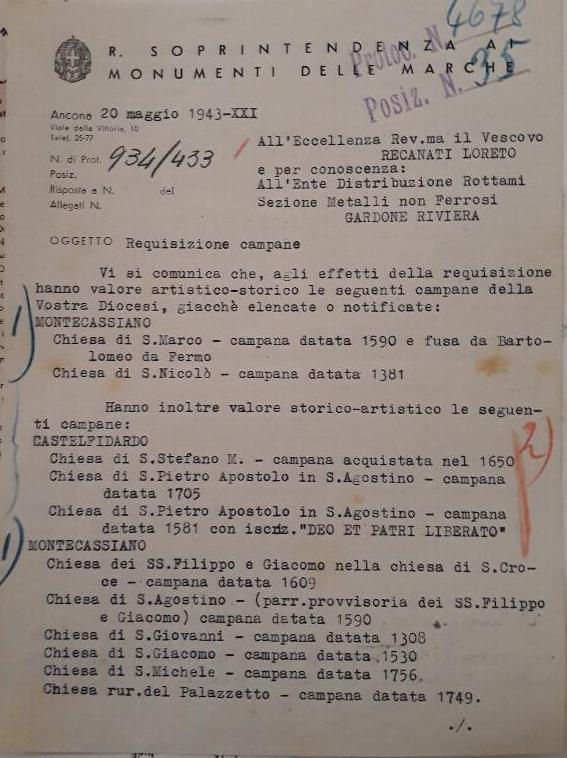 4678
R. SOPRINTENDENZA AI
Protoc. N.
MONUMENTI DELLE MARCHE
Posiz. N. 35
Ancona 20 maggio 1943-XXI
Viale della Vittoria, 10
Telef. 25-77
N. di Prot. 934/433
Posiz.
Risposta a N. del
Allegati N.
All'Eccellenza Rev.ma il Vescovo
RECANATI LORETO
e per conoscenza:
All'Ente Distribuzione Rottami
Sezione Metalli non Ferrosi
GARDONE RIVIERA
OGGETTO Requisizione campane
Vi si comunica che, agli effetti della requisizione
hanno valore artistico-storico le seguenti campane della
Vostra Diocesi, giacchè elencate o notificate:
1)
MONTECASSIANO
Chiesa di S.Marco - campana datata 1590 e fusa da Barto-
lomeo da Fermo
Chiesa di S.Nicolò - campana datata 1381
Hanno inoltre valore storico-artistico le seguen-
ti campane:
CASTELFIDARDO
2)
Chiesa di S.Stefano M. - campana acquistata nel 1650
Chiesa di S.Pietro Apostolo in S.Agostino - campana
datata 1705
Chiesa di S.Pietro Apostolo in S.Agostino - campana
datata 1581 con iscriz."DEO ET PATRI LIBERATO"
1)
MONTECASSIANO
Chiesa dei SS.Filippo e Giacomo nella chiesa di S.Cro-
ce - campana datata 1609
Chiesa di S.Agostino - (parr.provvisoria dei SS.Filippo
e Giacomo) campana datata 1590
Chiesa di S.Giovanni - campana datata 1308
Chiesa di S.Giacomo - campana datata 1530
Chiesa di S.Michele - campana datata 1756
Chiesa rur.del Palazzetto - campana datata 1749.
./.